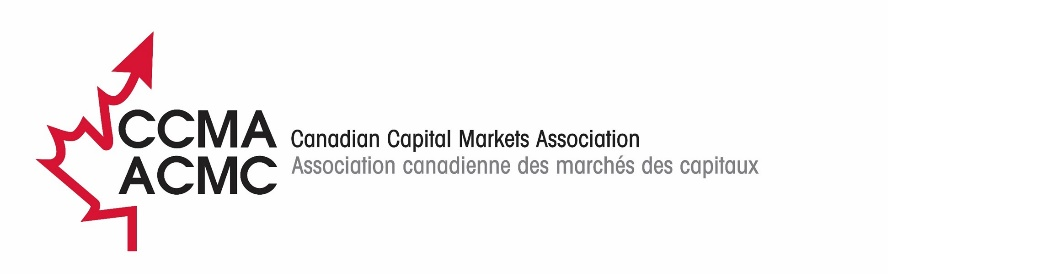 CCMA
ACMC
Canadian Capital Markets Association
Association canadienne des marchés des capitaux